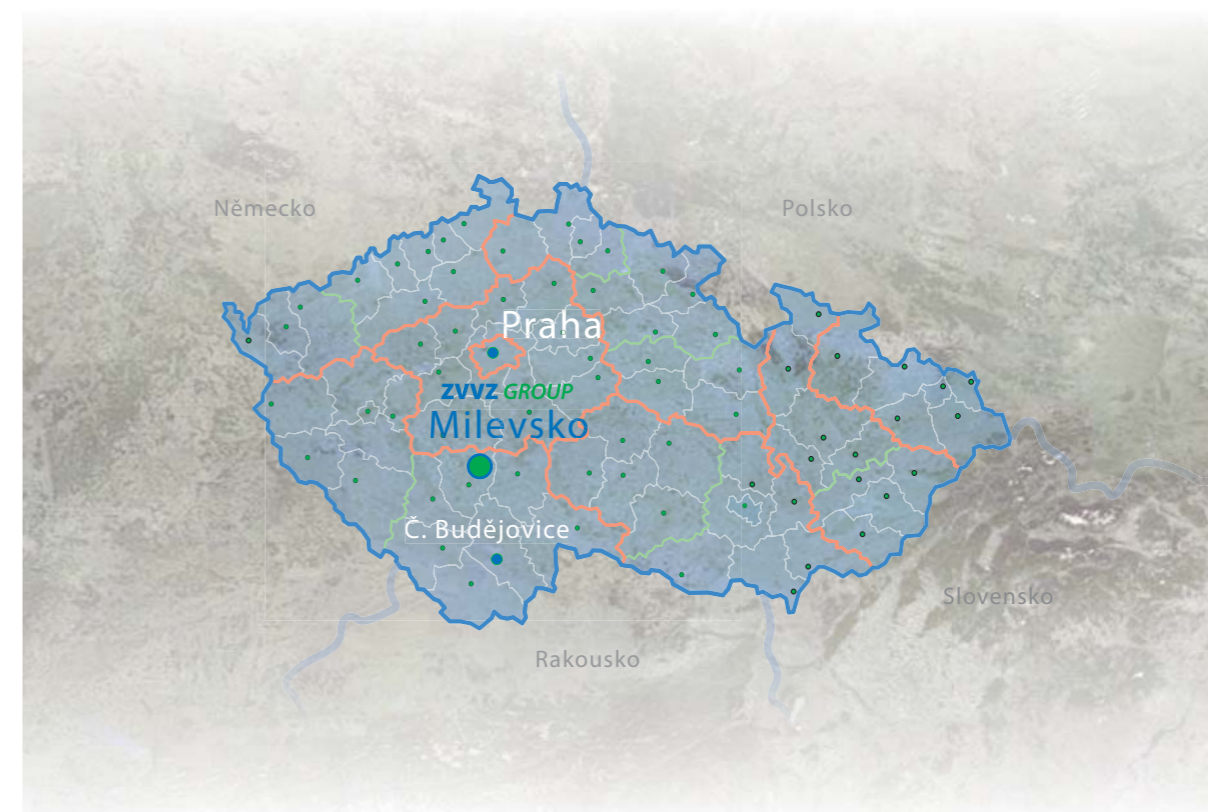 Německo
Polsko
Praha
ZVVZ GROUP
Milevsko
Č. Budějovice
Slovensko
Rakousko